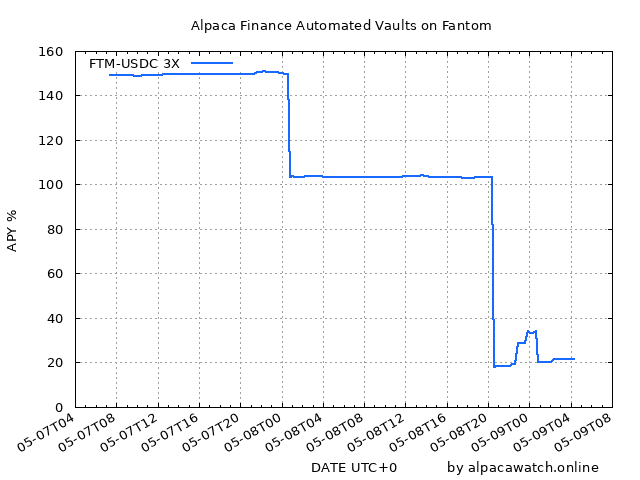 Alpaca Finance Automated Vaults on Fantom
FTM-USDC 3X
160
140
120
100
80
60
40
20
0
APY %
05-07T04
05-07T08
05-07T12
05-07T16
05-07T20
05-08T00
05-08T04
05-08T08
05-08T12
05-08T16
05-08T20
05-09T00
05-09T04
05-09T08
DATE UTC+0
by alpacawatch.online